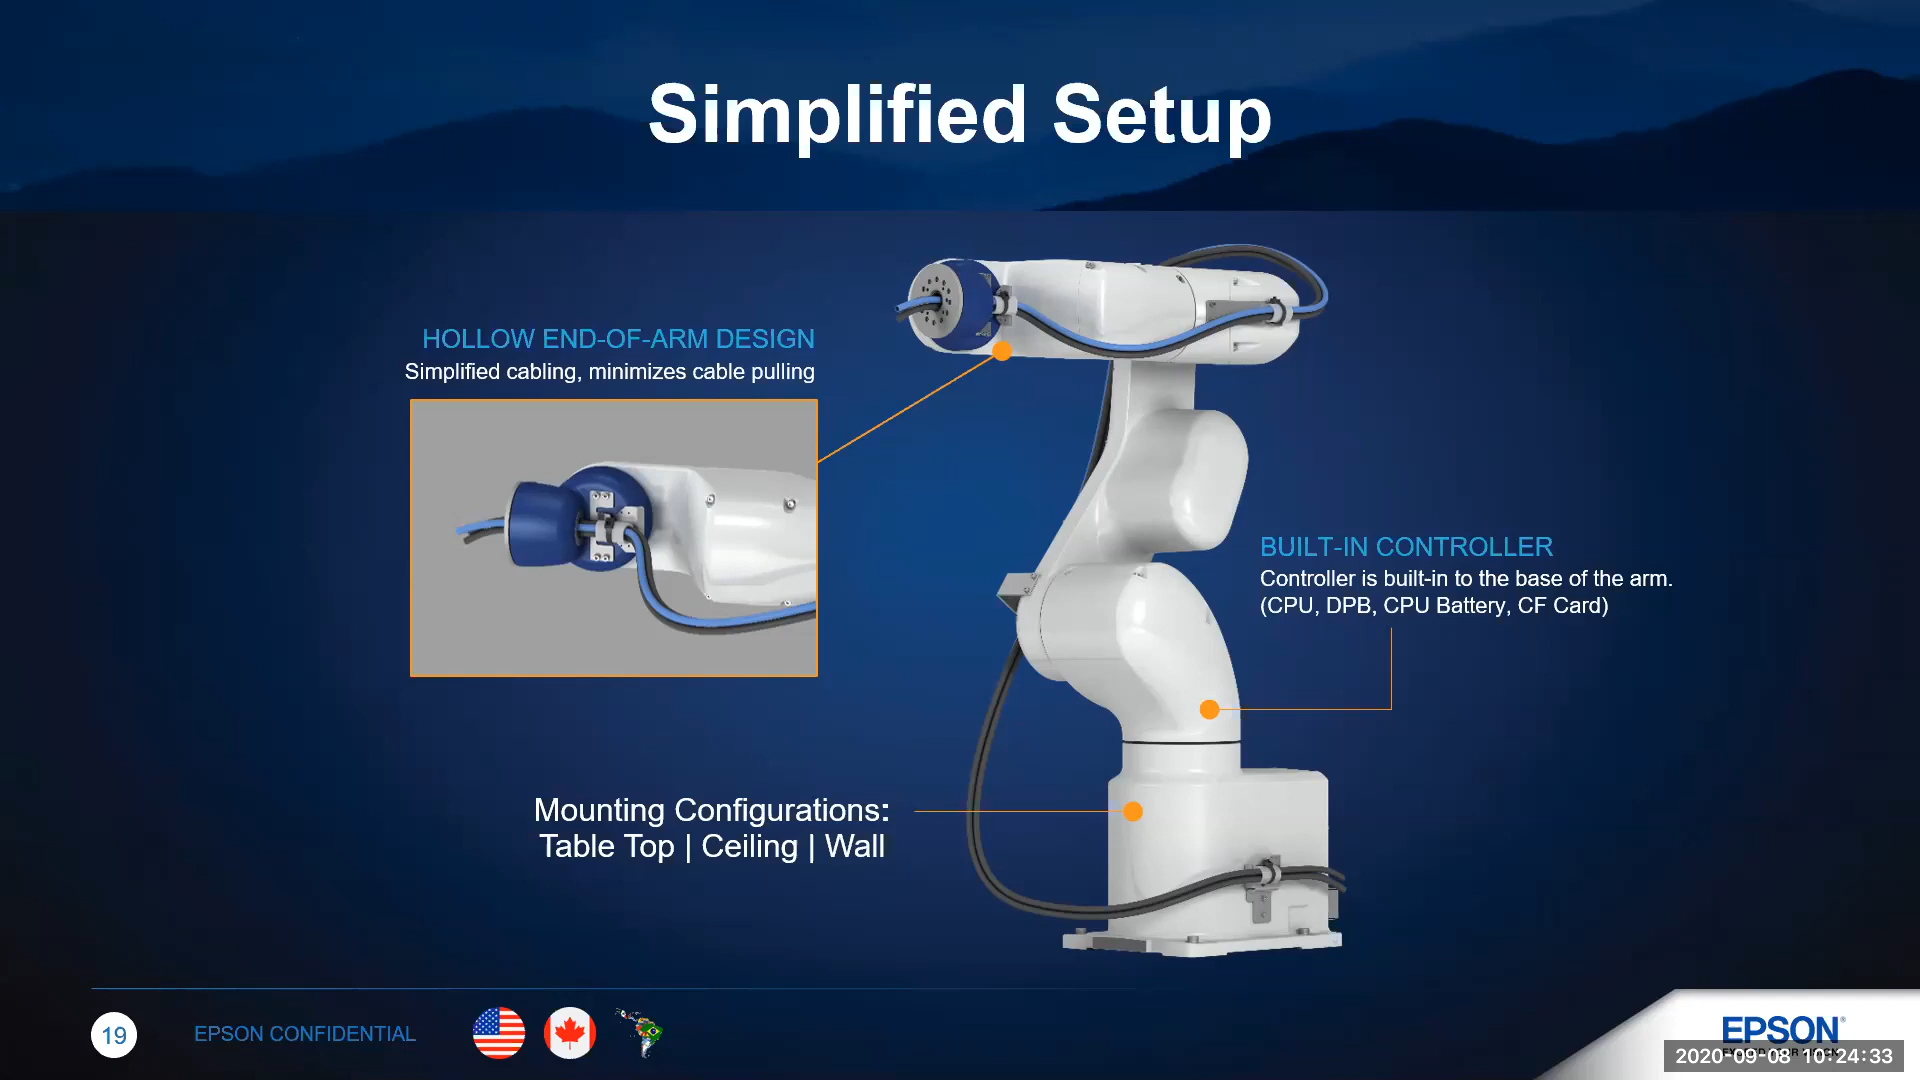 Simplified Setup
HOLLOW END-OF-ARM DESIGN
Simplified cabling, minimizes cable pulling
BUILT-IN CONTROLLER
Controller is built-in to the base of the arm.
(CPU, DPB, CPU Battery, CF Card)
Mounting Configurations:
Table Top | Ceiling | Wall
19
EPSON CONFIDENTIAL
EPSON®
2020-09-08 10:24:33